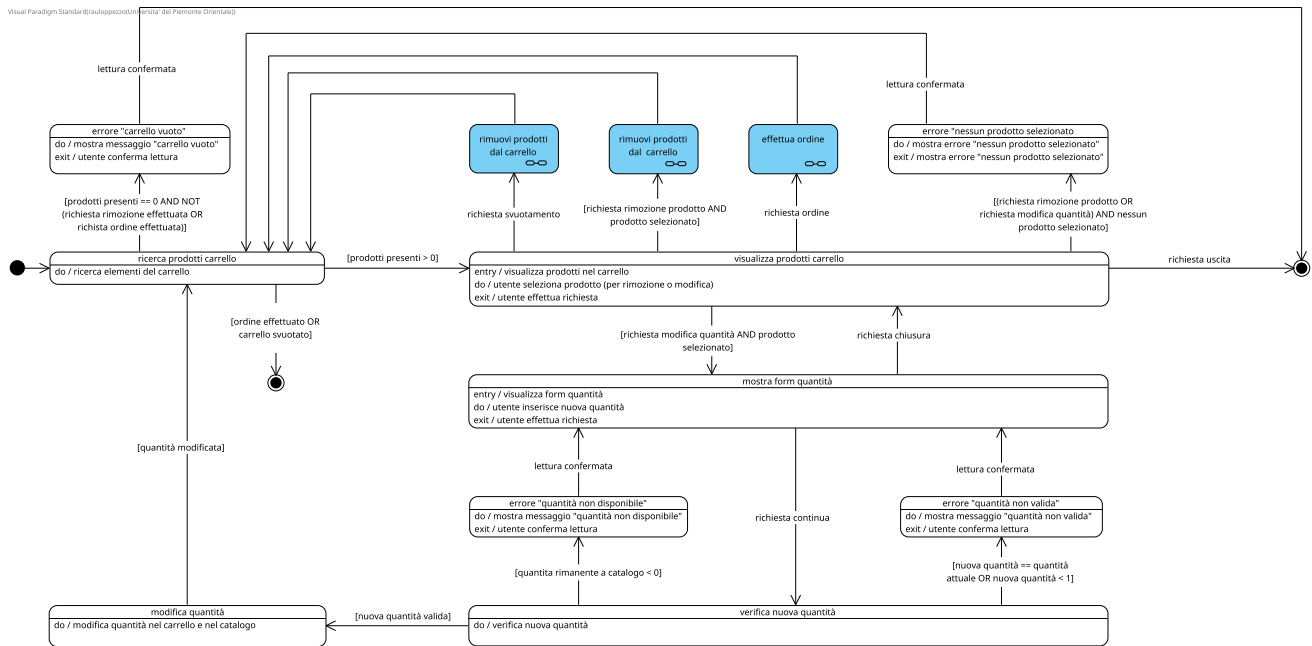 Visual Paradigm Standard(rauloppezzo(Universita' del Piemonte Orientale))
lettura confermata
lettura confermata
errore "carrello vuoto"
do / mostra messaggio "carrello vuoto"
exit / utente conferma lettura
rimuovi prodotti
dal carrello
rimuovi prodotti
dal carrello
effettua ordine
errore "nessun prodotto selezionato
do / mostra errore "nessun prodotto selezionato"
exit / mostra errore "nessun prodotto selezionato"
[prodotti presenti == 0 AND NOT
(richiesta rimozione effettuata OR
richista ordine effettuata)]
richiesta svuotamento
[richiesta rimozione prodotto AND
prodotto selezionato]
richiesta ordine
[(richiesta rimozione prodotto OR
richiesta modifica quantità) AND nessun
prodotto selezionato]
ricerca prodotti carrello
do / ricerca elementi del carrello
[prodotti presenti > 0]
visualizza prodotti carrello
entry / visualizza prodotti nel carrello
do / utente seleziona prodotto (per rimozione o modifica)
exit / utente effettua richiesta
richiesta uscita
[ordine effettuato OR
carrello svuotato]
[richiesta modifica quantità AND prodotto
selezionato]
richiesta chiusura
mostra form quantità
entry / visualizza form quantità
do / utente inserisce nuova quantità
exit / utente effettua richiesta
[quantità modificata]
lettura confermata
lettura confermata
errore "quantità non disponibile"
do / mostra messaggio "quantità non disponibile"
exit / utente conferma lettura
richiesta continua
errore "quantità non valida"
do / mostra messaggio "quantità non valida"
exit / utente conferma lettura
[quantita rimanente a catalogo < 0]
[nuova quantità == quantità
attuale OR nuova quantità < 1]
modifica quantità
do / modifica quantità nel carrello e nel catalogo
[nuova quantità valida]
verifica nuova quantità
do / verifica nuova quantità